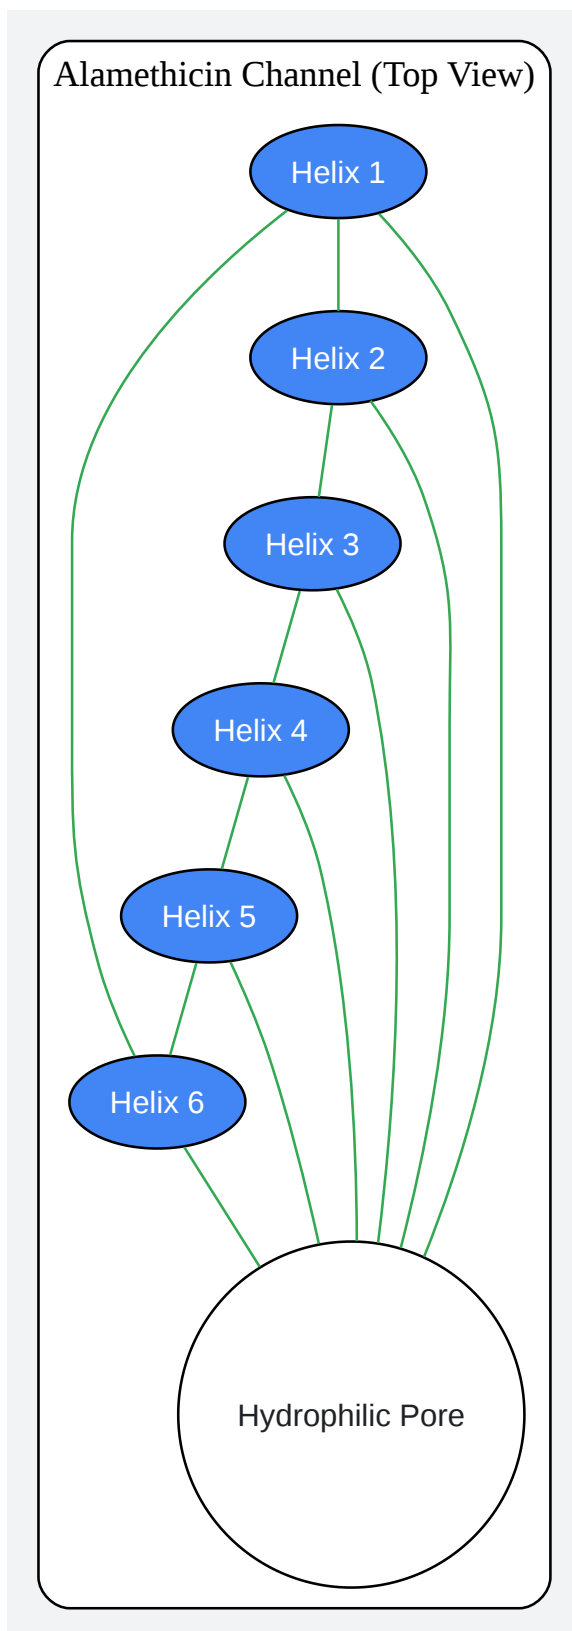 Alamethicin Channel (Top View)
Helix 1
Helix 2
Helix 3
Helix 4
Helix 5
Helix 6
Hydrophilic Pore